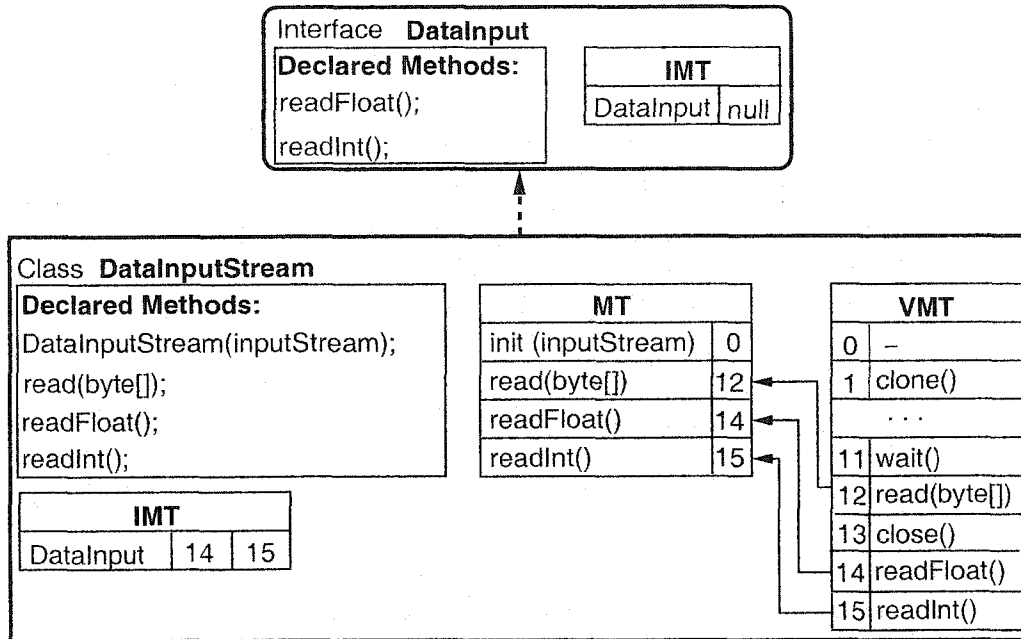 Interface DataInput
Declared Methods:
readFloat();
readInt();
IMT
DataInput null
Class DataInputStream
Declared Methods:
DataInputStream(inputStream);
read(byte[]);
readFloat();
readInt();
IMT
DataInput 14 15
MT
init (inputStream) 0
read(byte[]) 12
readFloat() 14
readInt() 15
VMT
0 –
1 clone()
. . .
11 wait()
12 read(byte[])
13 close()
14 readFloat()
15 readInt()